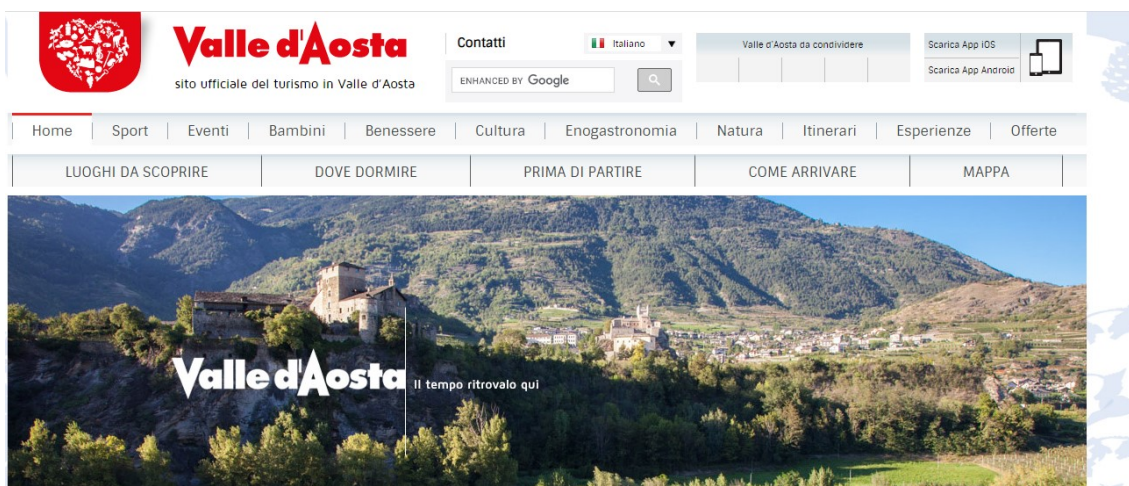 Valle d'Aosta
sito ufficiale del turismo in Valle d'Aosta
Contatti
Italiano
ENHANCED BY Google
Valle d'Aosta da condividere
Scarica App iOS
Scarica App Android
Home Sport Eventi Bambini Benessere Cultura Enogastronomia Natura Itinerari Esperienze Offerte
LUOGHI DA SCOPRIRE DOVE DORMIRE PRIMA DI PARTIRE COME ARRIVARE MAPPA
Valle d'Aosta Il tempo ritrovalo qui